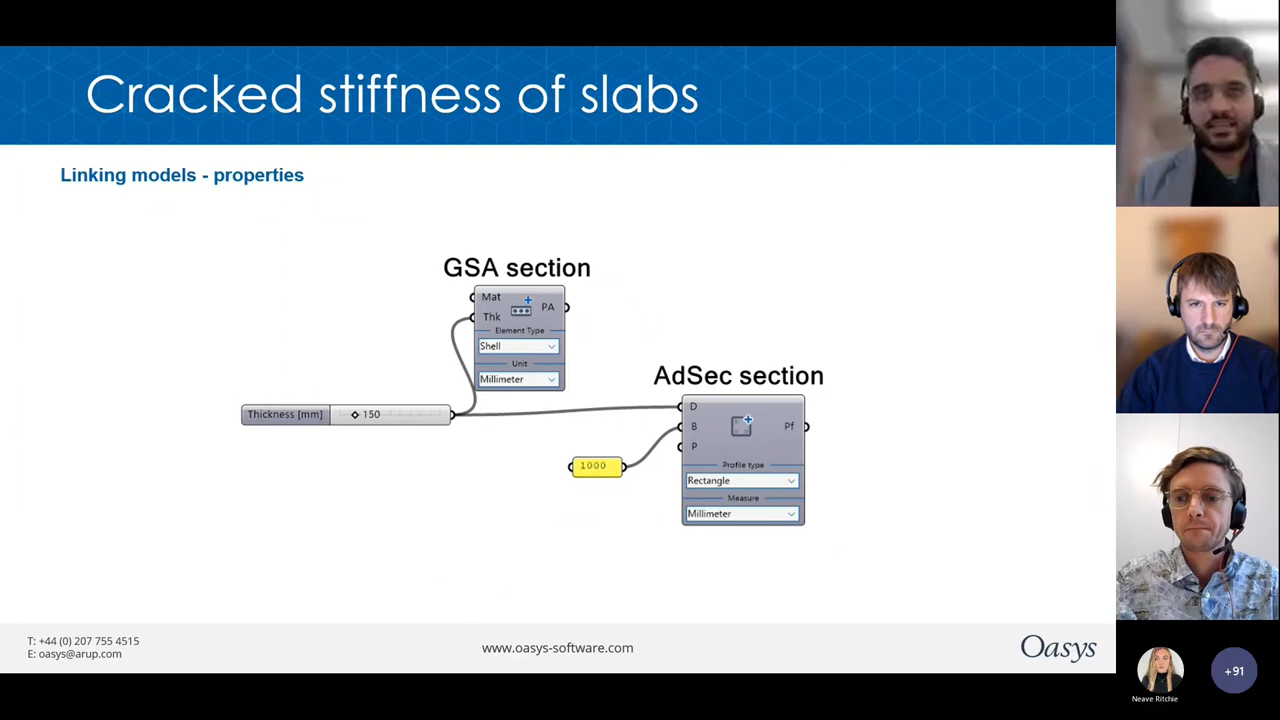 Cracked stiffness of slabs
Linking models - properties
GSA section
Mat
PA
Thk
Element Type
Shell
Unit
Millimeter
AdSec section
Thickness [mm]
150
D
B
Pf
P
1000
Profile type
Rectangle
Measure
Millimeter
T: +44 (0) 207 755 4515
E: oasys@arup.com
www.oasys-software.com
Oasys
Neave Ritchie
+91